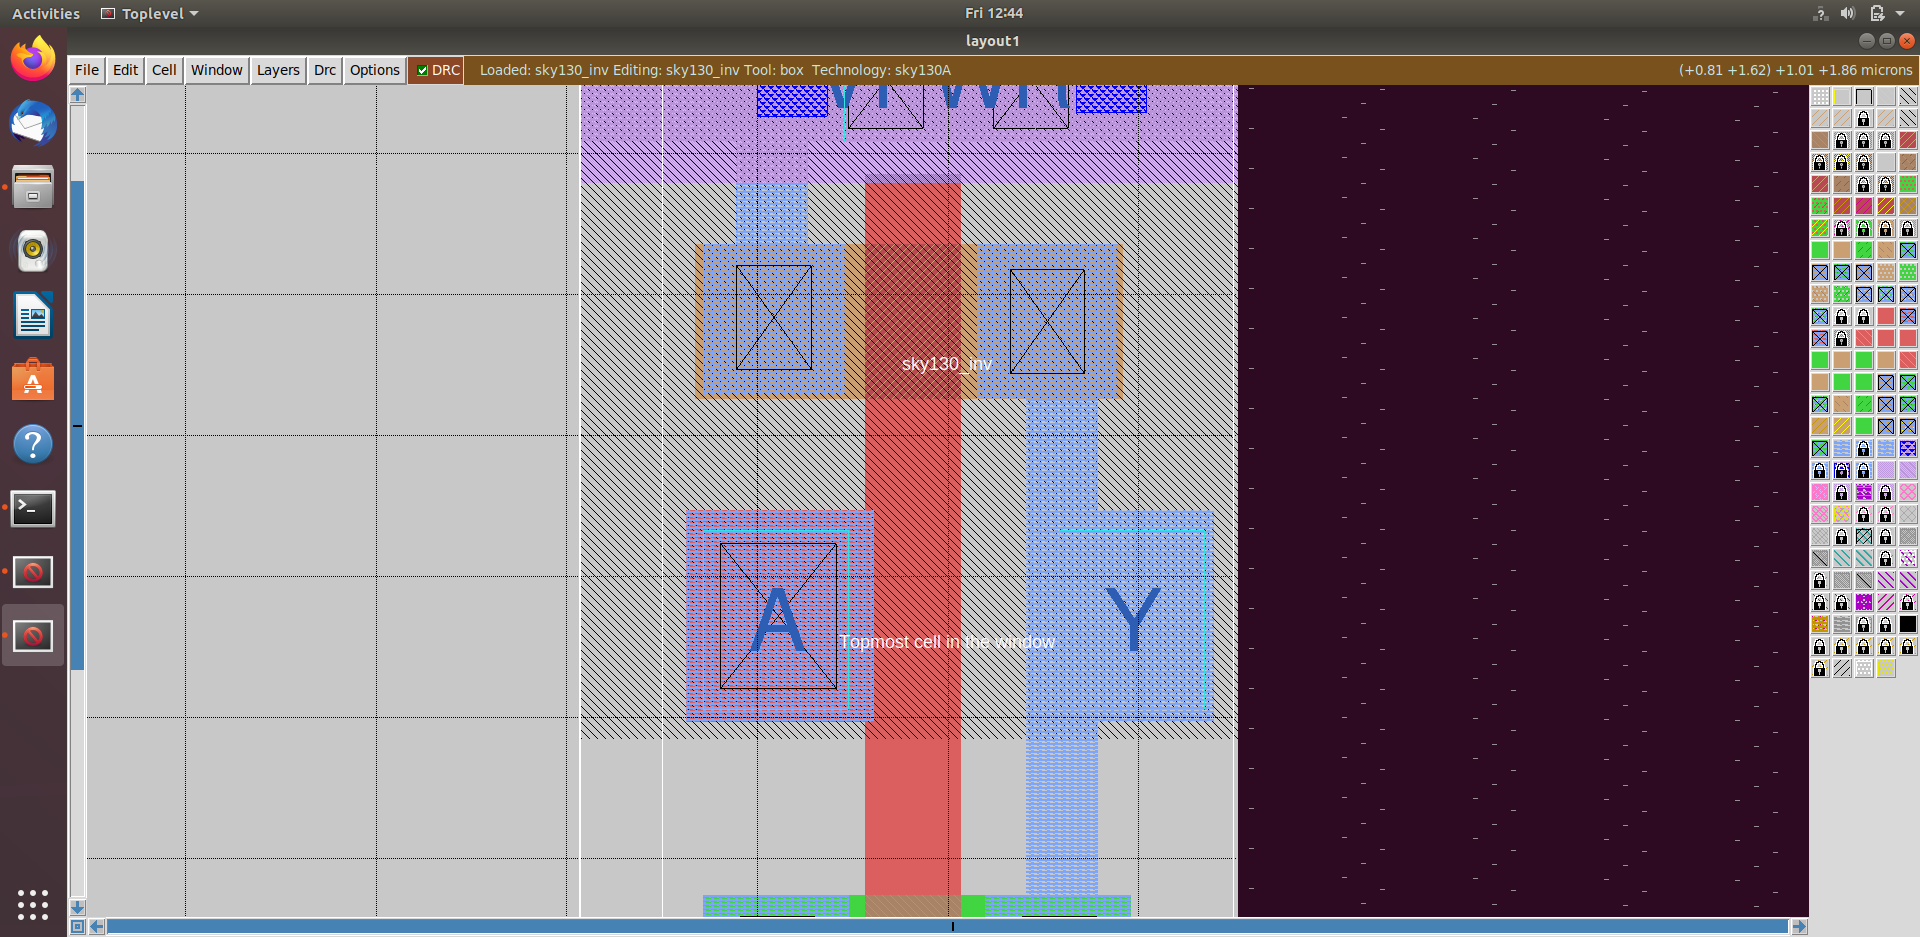 Activities Toplevel Fri 12:44
layout1
File Edit Cell Window Layers Drc Options DRC Loaded: sky130_inv Editing: sky130_inv Tool: box Technology: sky130A (+0.81 +1.62) +1.01 +1.86 microns
sky130_inv
A Y
Topmost cell in the window